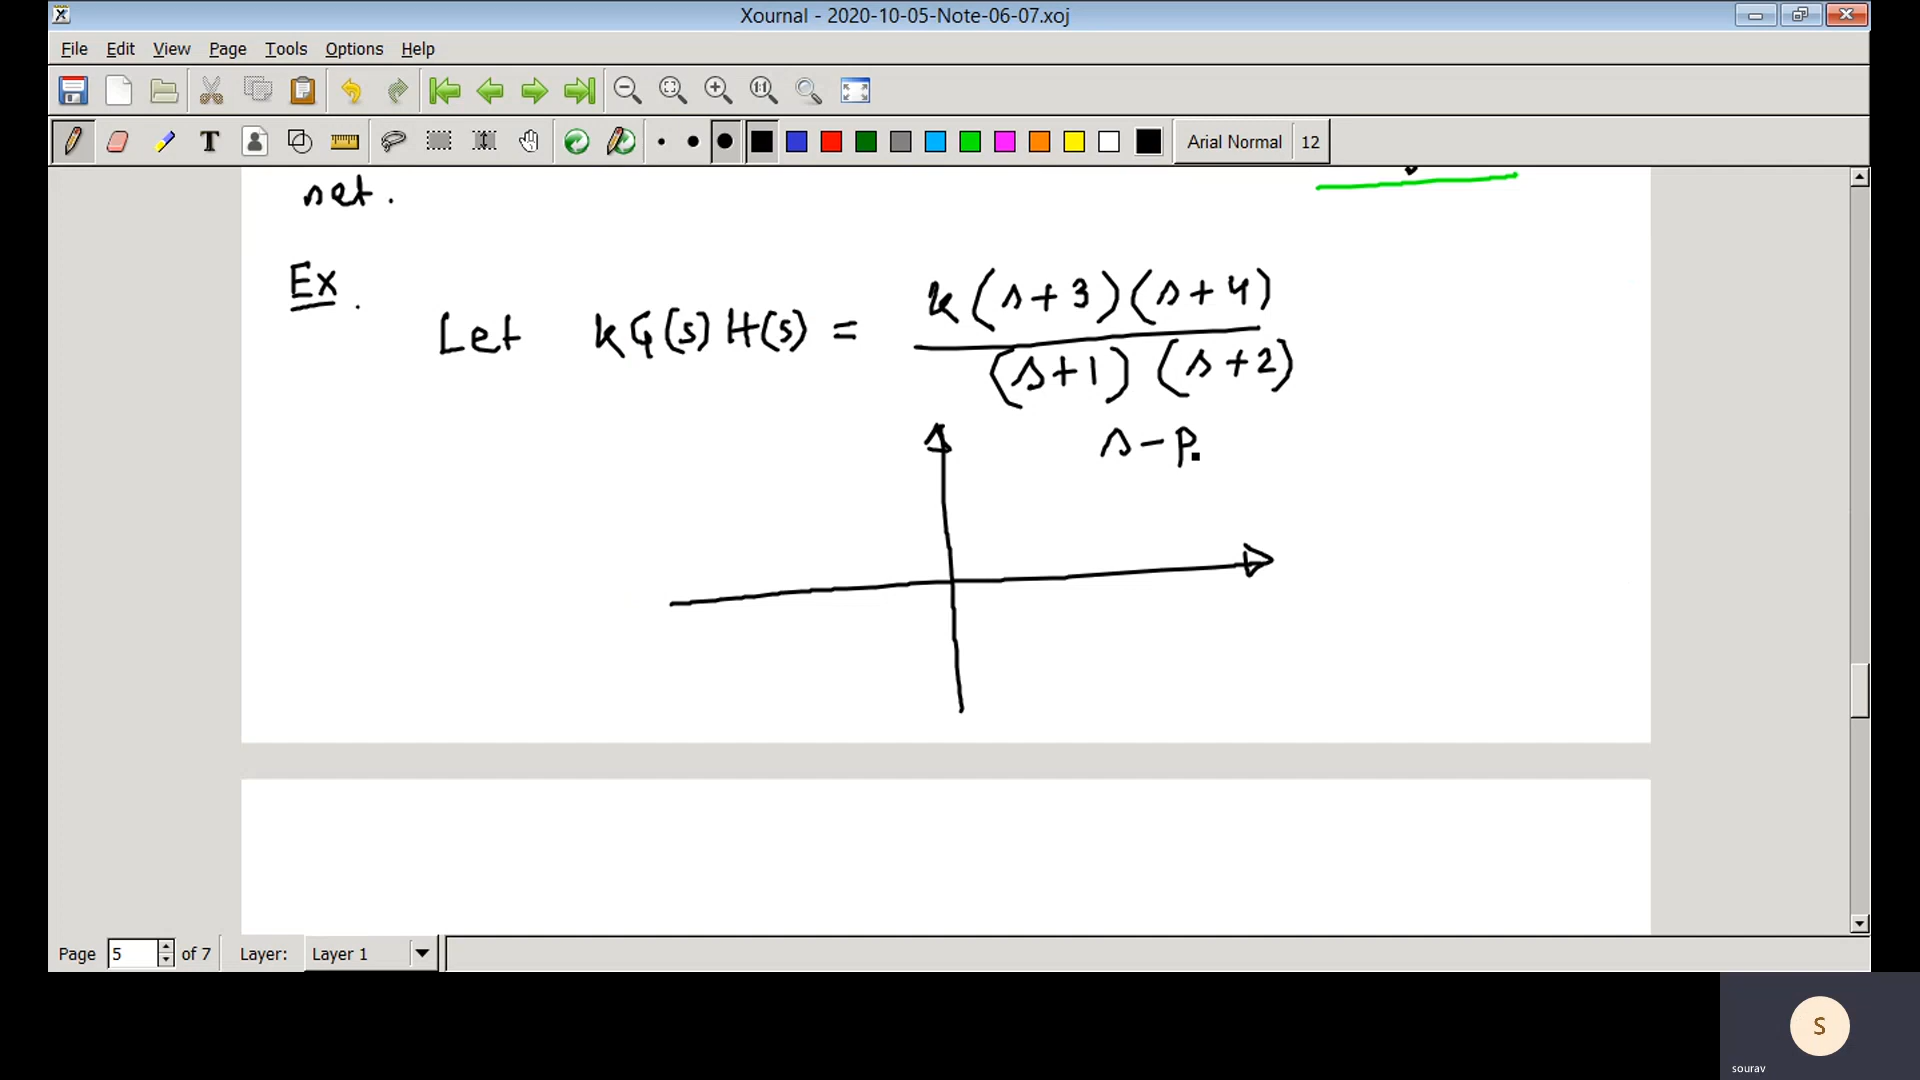 Xournal - 2020-10-05-Note-06-07.xoj
File Edit View Page Tools Options Help
Arial Normal 12
set.
Ex.
Let KG(s)H(s) = K(s+3)(s+4) / (s+1)(s+2)
s-p
Page 5 of 7 Layer: Layer 1
S
sourav